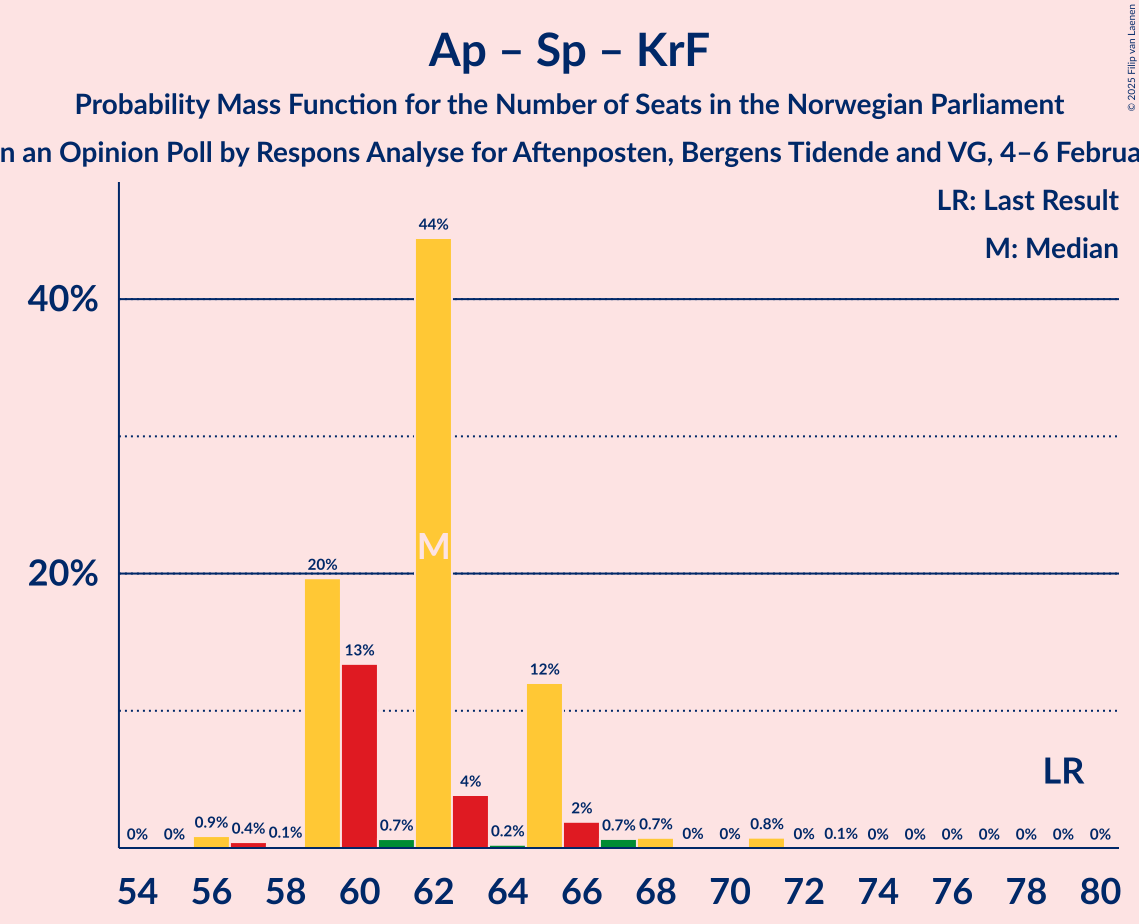 Ap – Sp – KrF
Probability Mass Function for the Number of Seats in the Norwegian Parliament
an Opinion Poll by Respons Analyse for Aftenposten, Bergens Tidende and VG, 4–6
© 2025 Filip van Laenen
LR: Last Result
M: Median
44%
40%
M
20%
20%
13%
12%
LR
4%
2%
0% 0% 0.9% 0.4% 0.1% 0.7% 0.2% 0.7% 0.7% 0% 0% 0.8% 0% 0.1% 0% 0% 0% 0% 0% 0% 0%
54 56 58 60 62 64 66 68 70 72 74 76 78 80